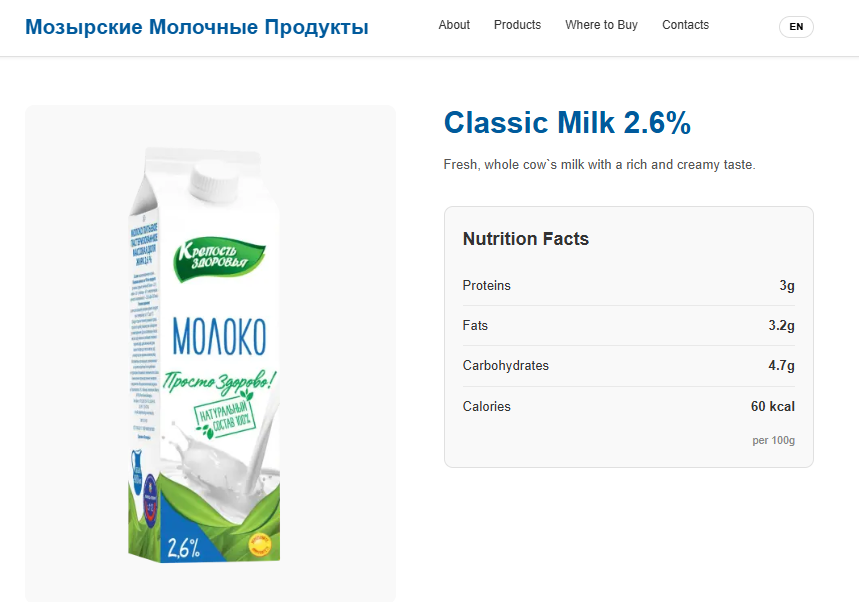 Мозырские Молочные Продукты
About Products Where to Buy Contacts
EN
Classic Milk 2.6%
Fresh, whole cow`s milk with a rich and creamy taste.
Nutrition Facts
Proteins 3g
Fats 3.2g
Carbohydrates 4.7g
Calories 60 kcal
per 100g
Крепость
здоровья
МОЛОКО
Просто Здорово!
НАТУРАЛЬНЫЙ
СОСТАВ 100%
2,6%